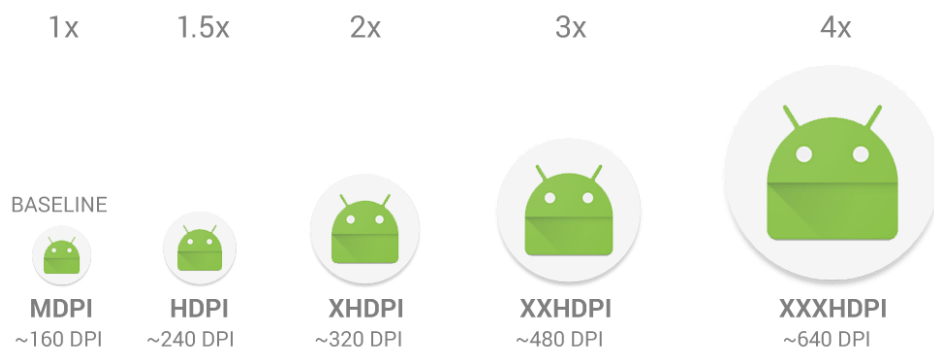 1x 1.5x 2x 3x 4x
BASELINE
MDPI HDPI XHDPI XXHDPI XXXHDPI
~160 DPI ~240 DPI ~320 DPI ~480 DPI ~640 DPI